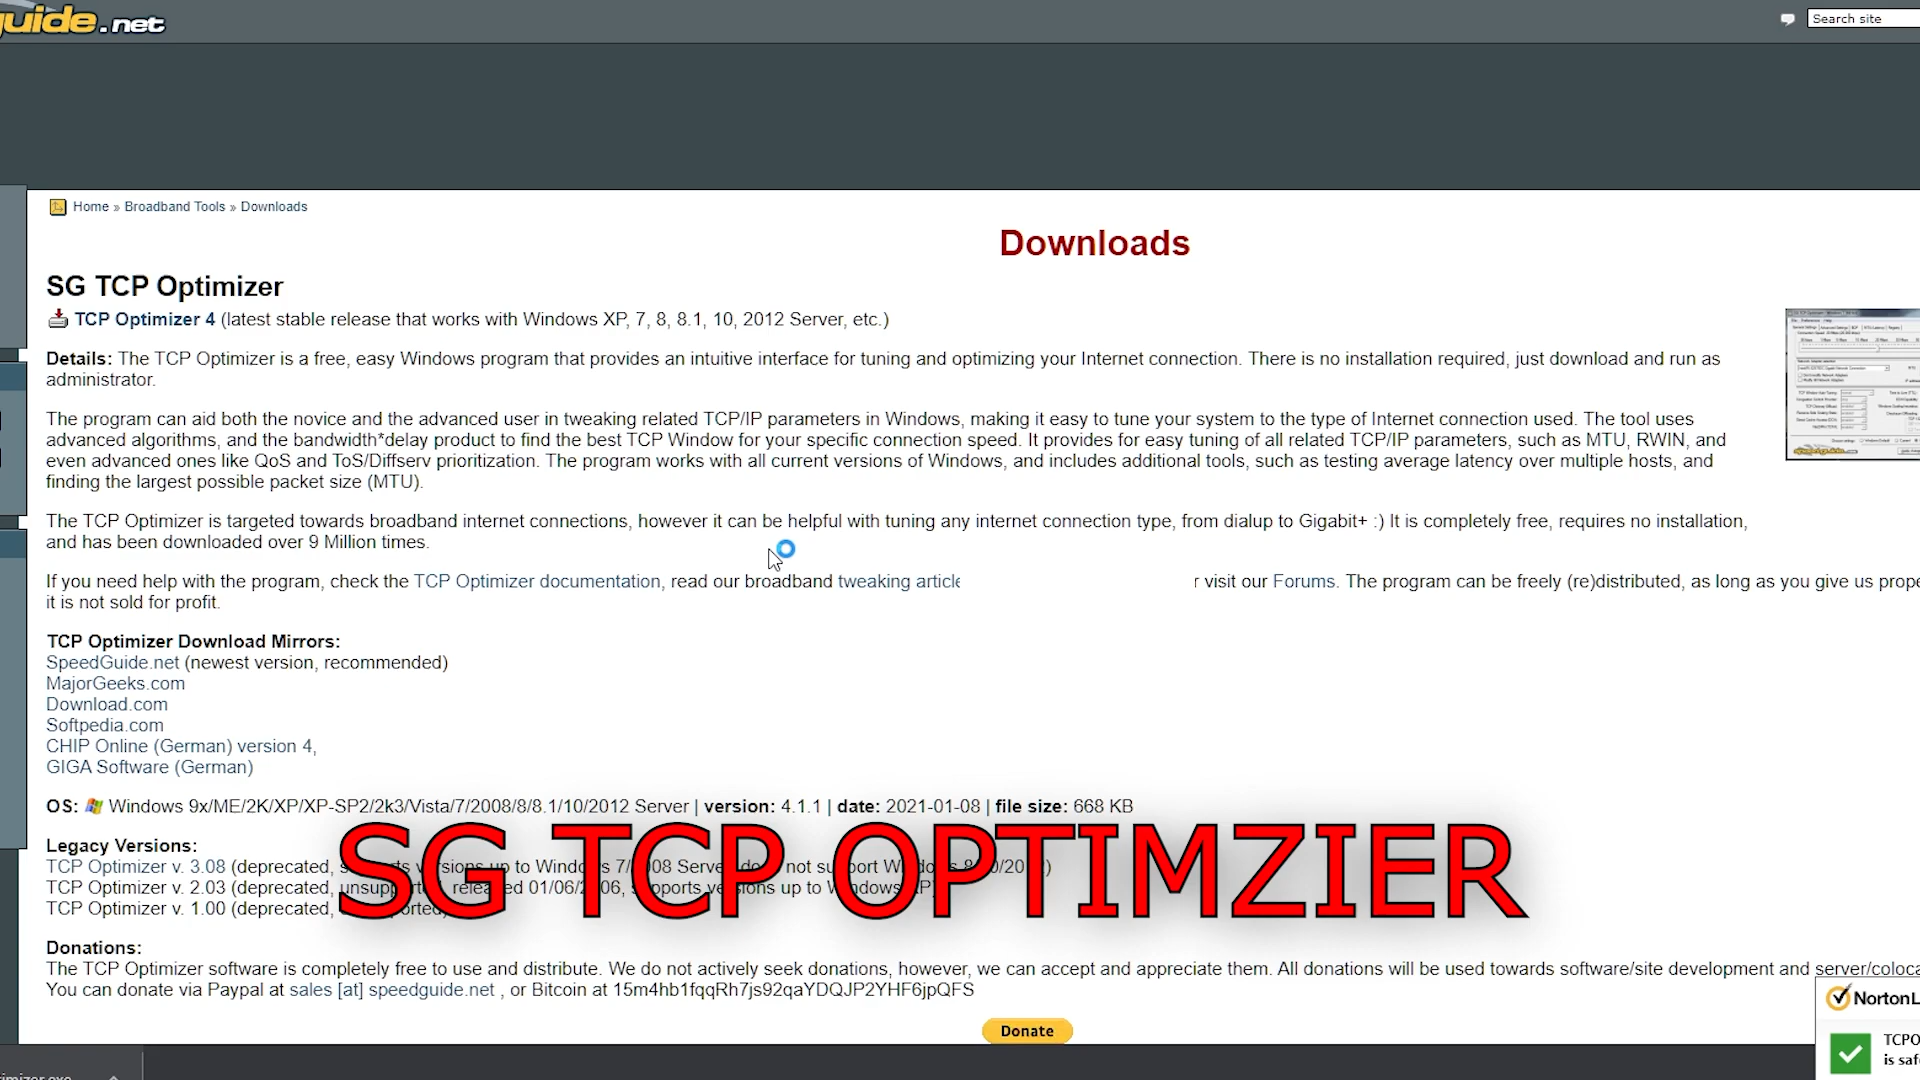 guide.net
Search site
Home » Broadband Tools » Downloads
Downloads
SG TCP Optimizer
TCP Optimizer 4 (latest stable release that works with Windows XP, 7, 8, 8.1, 10, 2012 Server, etc.)
Details: The TCP Optimizer is a free, easy Windows program that provides an intuitive interface for tuning and optimizing your Internet connection. There is no installation required, just download and run as
administrator.
The program can aid both the novice and the advanced user in tweaking related TCP/IP parameters in Windows, making it easy to tune your system to the type of Internet connection used. The tool uses
advanced algorithms, and the bandwidth*delay product to find the best TCP Window for your specific connection speed. It provides for easy tuning of all related TCP/IP parameters, such as MTU, RWIN, and
even advanced ones like QoS and ToS/Diffserv prioritization. The program works with all current versions of Windows, and includes additional tools, such as testing average latency over multiple hosts, and
finding the largest possible packet size (MTU).
The TCP Optimizer is targeted towards broadband internet connections, however it can be helpful with tuning any internet connection type, from dialup to Gigabit+ :) It is completely free, requires no installation,
and has been downloaded over 9 Million times.
If you need help with the program, check the TCP Optimizer documentation, read our broadband tweaking article r visit our Forums. The program can be freely (re)distributed, as long as you give us prope
it is not sold for profit.
TCP Optimizer Download Mirrors:
SpeedGuide.net (newest version, recommended)
MajorGeeks.com
Download.com
Softpedia.com
CHIP Online (German) version 4,
GIGA Software (German)
OS: Windows 9x/ME/2K/XP/XP-SP2/2k3/Vista/7/2008/8/8.1/10/2012 Server | version: 4.1.1 | date: 2021-01-08 | file size: 668 KB
Legacy Versions:
TCP Optimizer v. 3.08 (deprecated, up to Windows
TCP Optimizer v. 2.03 (deprecated, up to
TCP Optimizer v. 1.00 (deprecated,
SG TCP OPTIMZIER
Donations:
The TCP Optimizer software is completely free to use and distribute. We do not actively seek donations, however, we can accept and appreciate them. All donations will be used towards software/site development and server/coloca
You can donate via Paypal at sales [at] speedguide.net , or Bitcoin at 15m4hb1fqqRh7js92qaYDQJP2YHF6jpQFS
Donate
Norton
TCPO
is saf